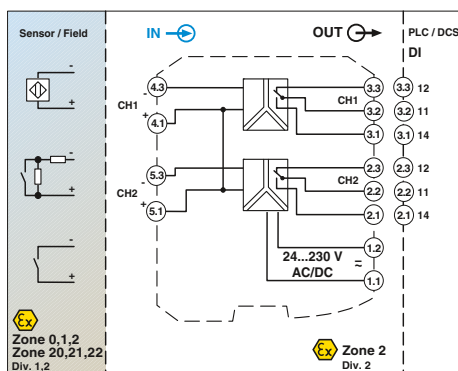 Sensor / Field
IN
OUT
PLC / DCS
DI
-
+
-
+
-
+
4.3
-
CH1
+
4.1
5.3
-
CH2
+
5.1
3.3
CH1
3.2
3.1
2.3
CH2
2.2
2.1
24...230 V
AC/DC
=
1.2
1.1
3.3 12
3.2 11
3.1 14
2.3 12
2.2 11
2.1 14
Ex
Zone 0,1,2
Zone 20,21,22
Div. 1,2
Ex
Zone 2
Div. 2